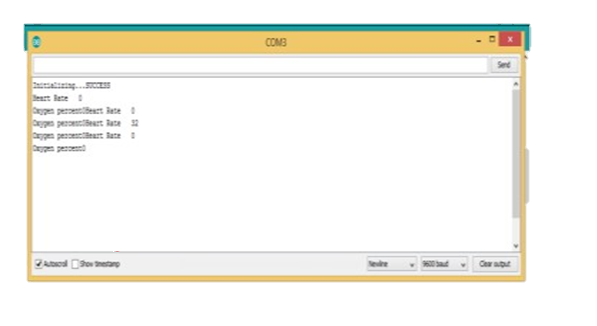 COM3
Send
Initializing...SUCCESS
Heart Rate 0
Oxygen percent0Heart Rate 0
Oxygen percent0Heart Rate 32
Oxygen percent0Heart Rate 0
Oxygen percent0
Autoscroll Show timestamp Newline 9600 baud Clear output